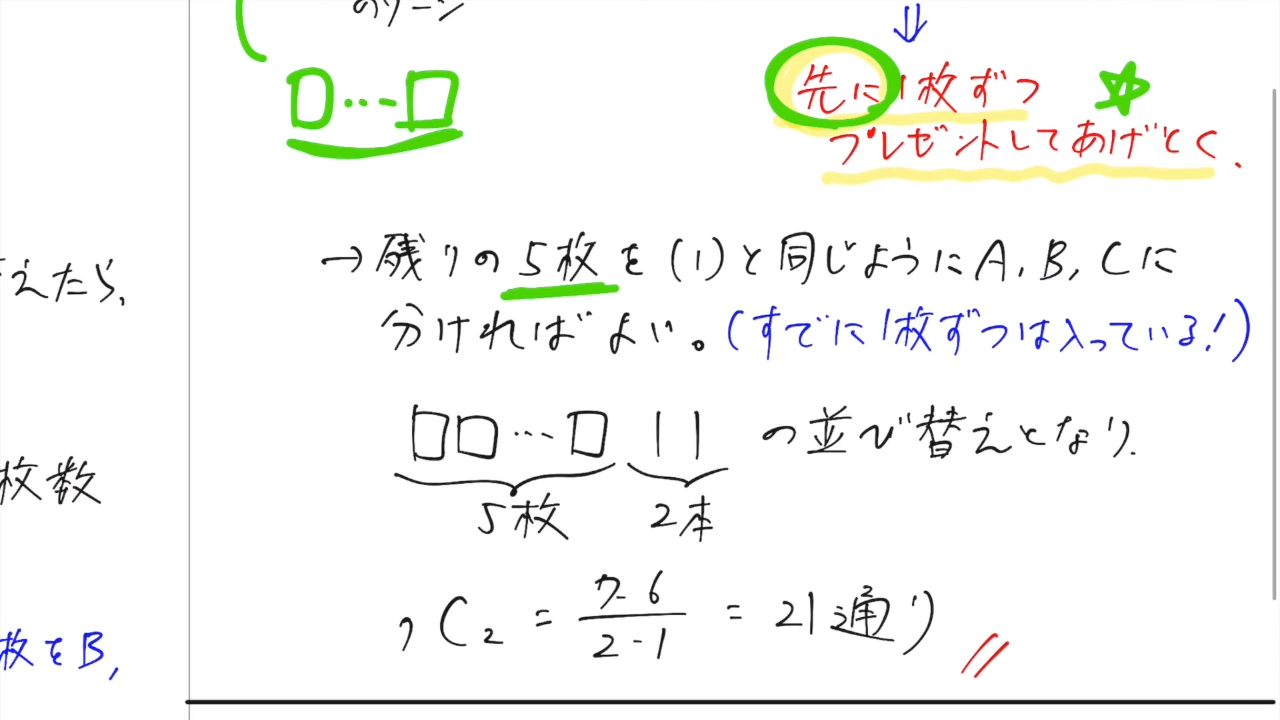 のゾーン
先に1枚ずつ
プレゼントしてあげとく.
→ 残りの5枚を(1)と同じようにA, B, Cに
分ければよい。(すでに1枚ずつは入っている!)
□□…□ | | の並び替えとなり.
5枚 2本
7C2 = 7·6/2·1 = 21通り
えたら,
枚数
枚をB,